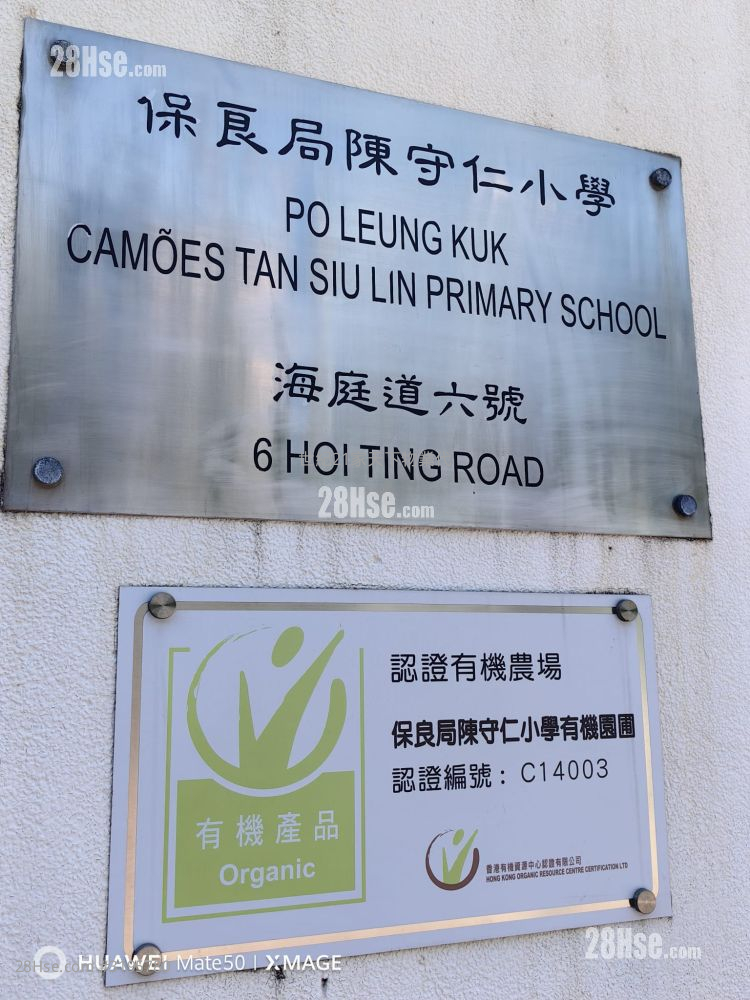 28Hse.com
保良局陳守仁小學
PO LEUNG KUK
CAMÕES TAN SIU LIN PRIMARY SCHOOL
海庭道六號
6 HOI TING ROAD
28Hse.com
認證有機農場
保良局陳守仁小學有機園圃
認證編號：C14003
有機產品
Organic
香港有機資源中心認證有限公司
HONG KONG ORGANIC RESOURCE CENTRE CERTIFICATION LTD
28Hse.com
28Hse.com
HUAWEI Mate50 | XMAGE